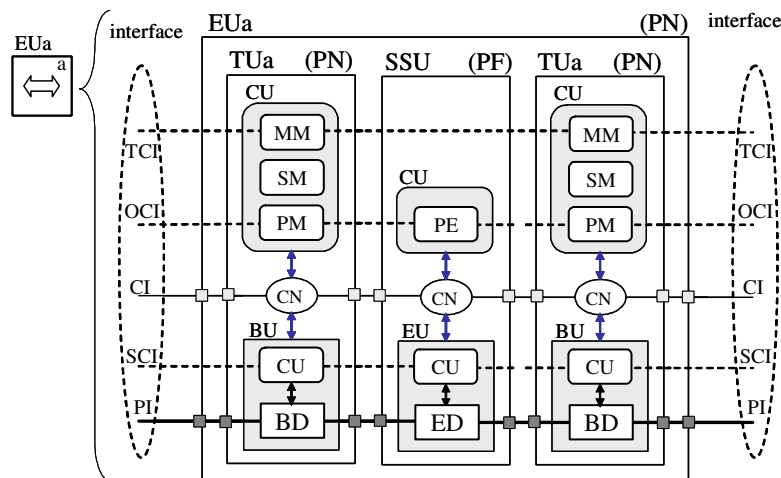 interface
EUa
(PN)
interface
EUa
a
TUa
(PN)
SSU
(PF)
TUa
(PN)
CU
CU
MM
MM
TCI
TCI
SM
CU
SM
OCI
PM
PE
PM
OCI
CI
CN
CN
CN
CI
BU
EU
BU
SCI
CU
CU
CU
SCI
PI
BD
ED
BD
PI